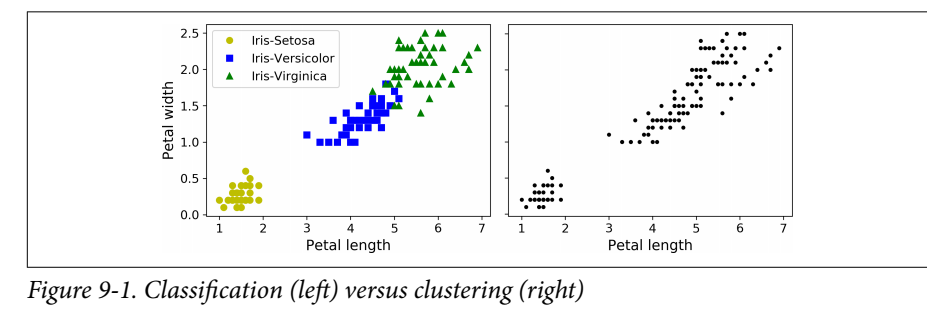 2.5
2.0
1.5
1.0
0.5
0.0
Petal width
Iris-Setosa
Iris-Versicolor
Iris-Virginica
1 2 3 4 5 6 7
Petal length
1 2 3 4 5 6 7
Petal length
Figure 9-1. Classification (left) versus clustering (right)